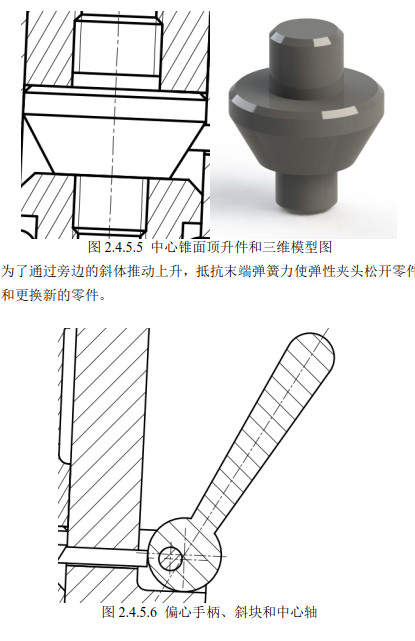 图 2.4.5.5 中心锥面顶升件和三维模型图
为了通过旁边的斜体推动上升，抵抗末端弹簧力使弹性夹头松开零件
和更换新的零件。
图 2.4.5.6 偏心手柄、斜块和中心轴